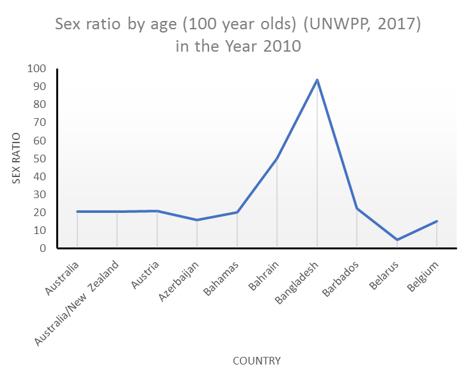 Sex ratio by age (100 year olds) (UNWPP, 2017)
in the Year 2010
SEX RATIO
100
90
80
70
60
50
40
30
20
10
0
Australia
Australia/New Zealand
Austria
Azerbaijan
Bahamas
Bahrain
Bangladesh
Barbados
Belarus
Belgium
COUNTRY